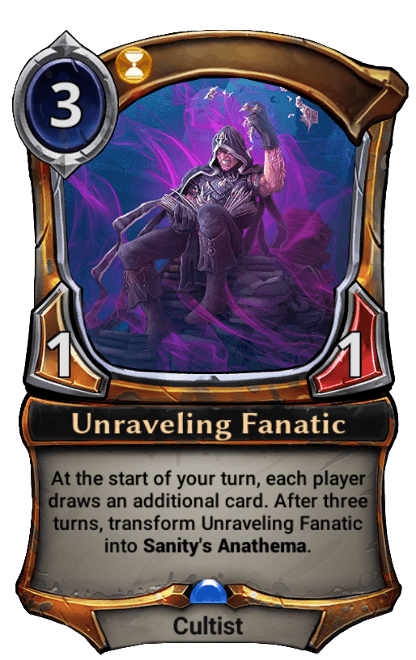 3
1
1
Unraveling Fanatic
At the start of your turn, each player
draws an additional card. After three
turns, transform Unraveling Fanatic
into Sanity's Anathema.
Cultist